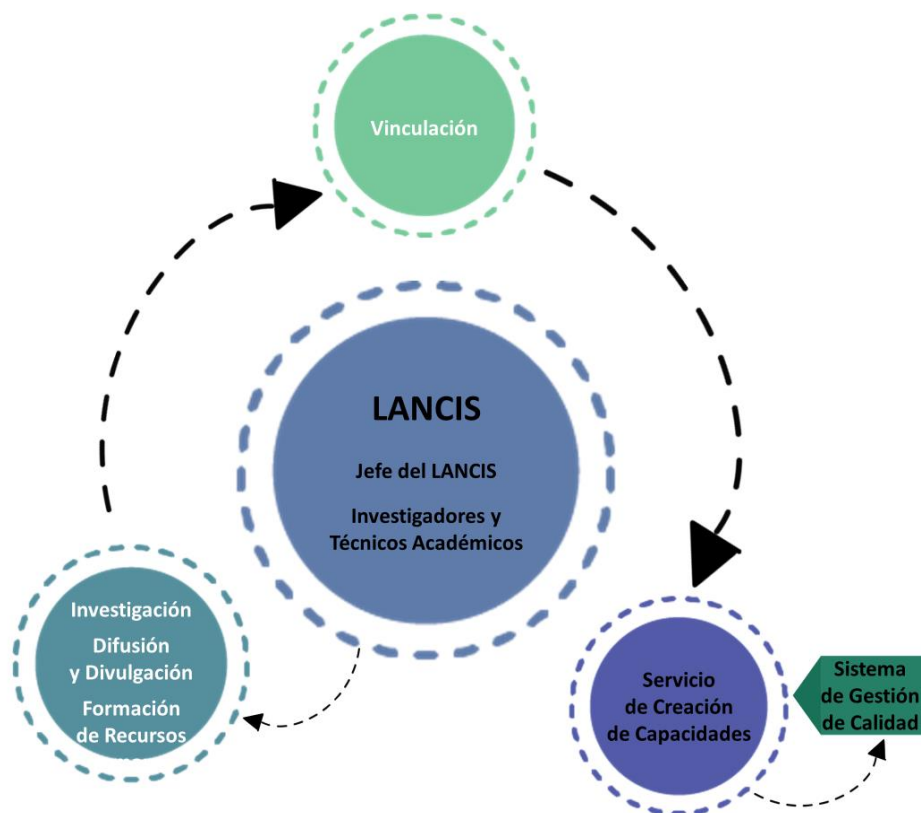 Vinculación
LANCIS
Jefe del LANCIS
Investigadores y
Técnicos Académicos
Investigación
Difusión
y Divulgación
Formación
de Recursos
Servicio
de Creación
de Capacidades
Sistema
de Gestión
de Calidad